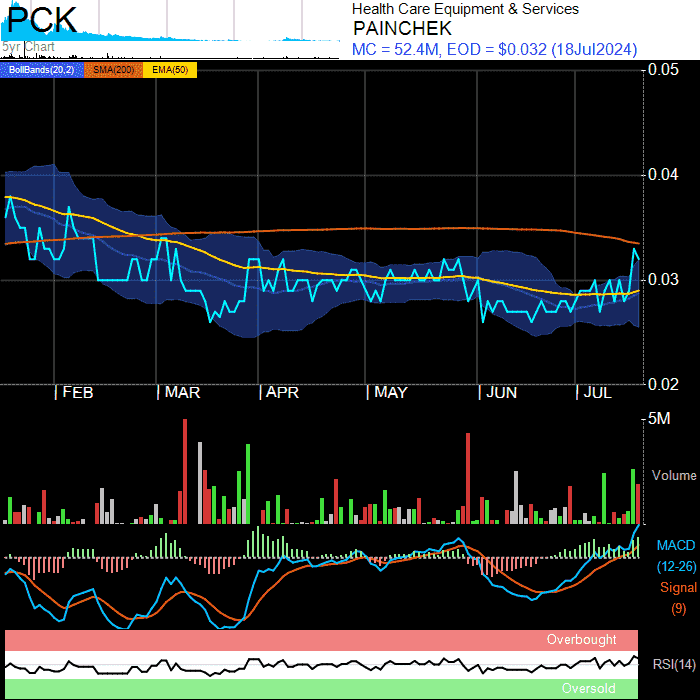 PCK
5yr Chart
Health Care Equipment & Services
PAINCHEK
MC = 52.4M, EOD = $0.032 (18Jul2024)
BollBands(20,2) SMA(200) EMA(50)
0.05
0.04
0.03
0.02
FEB MAR APR MAY JUN JUL
5M
Volume
MACD
(12-26)
Signal
(9)
Overbought
RSI(14)
Oversold